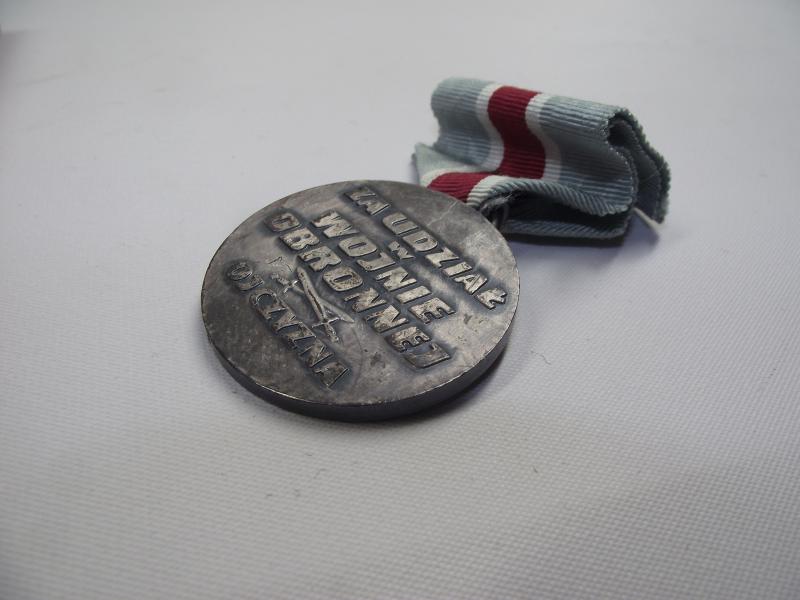 ZA UDZIAŁ
W
WOJNIE
OBRONNEJ
OJCZYZNA